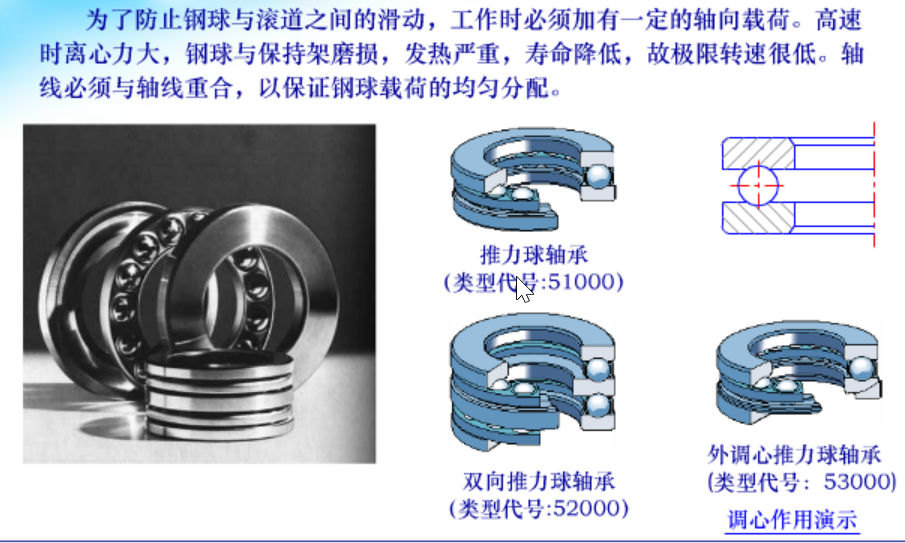 为了防止钢球与滚道之间的滑动，工作时必须加有一定的轴向载荷。高速
时离心力大，钢球与保持架磨损，发热严重，寿命降低，故极限转速很低。轴
线必须与轴线重合，以保证钢球载荷的均匀分配。
推力球轴承
(类型代号:51000)
双向推力球轴承
(类型代号:52000)
外调心推力球轴承
(类型代号：53000)
调心作用演示